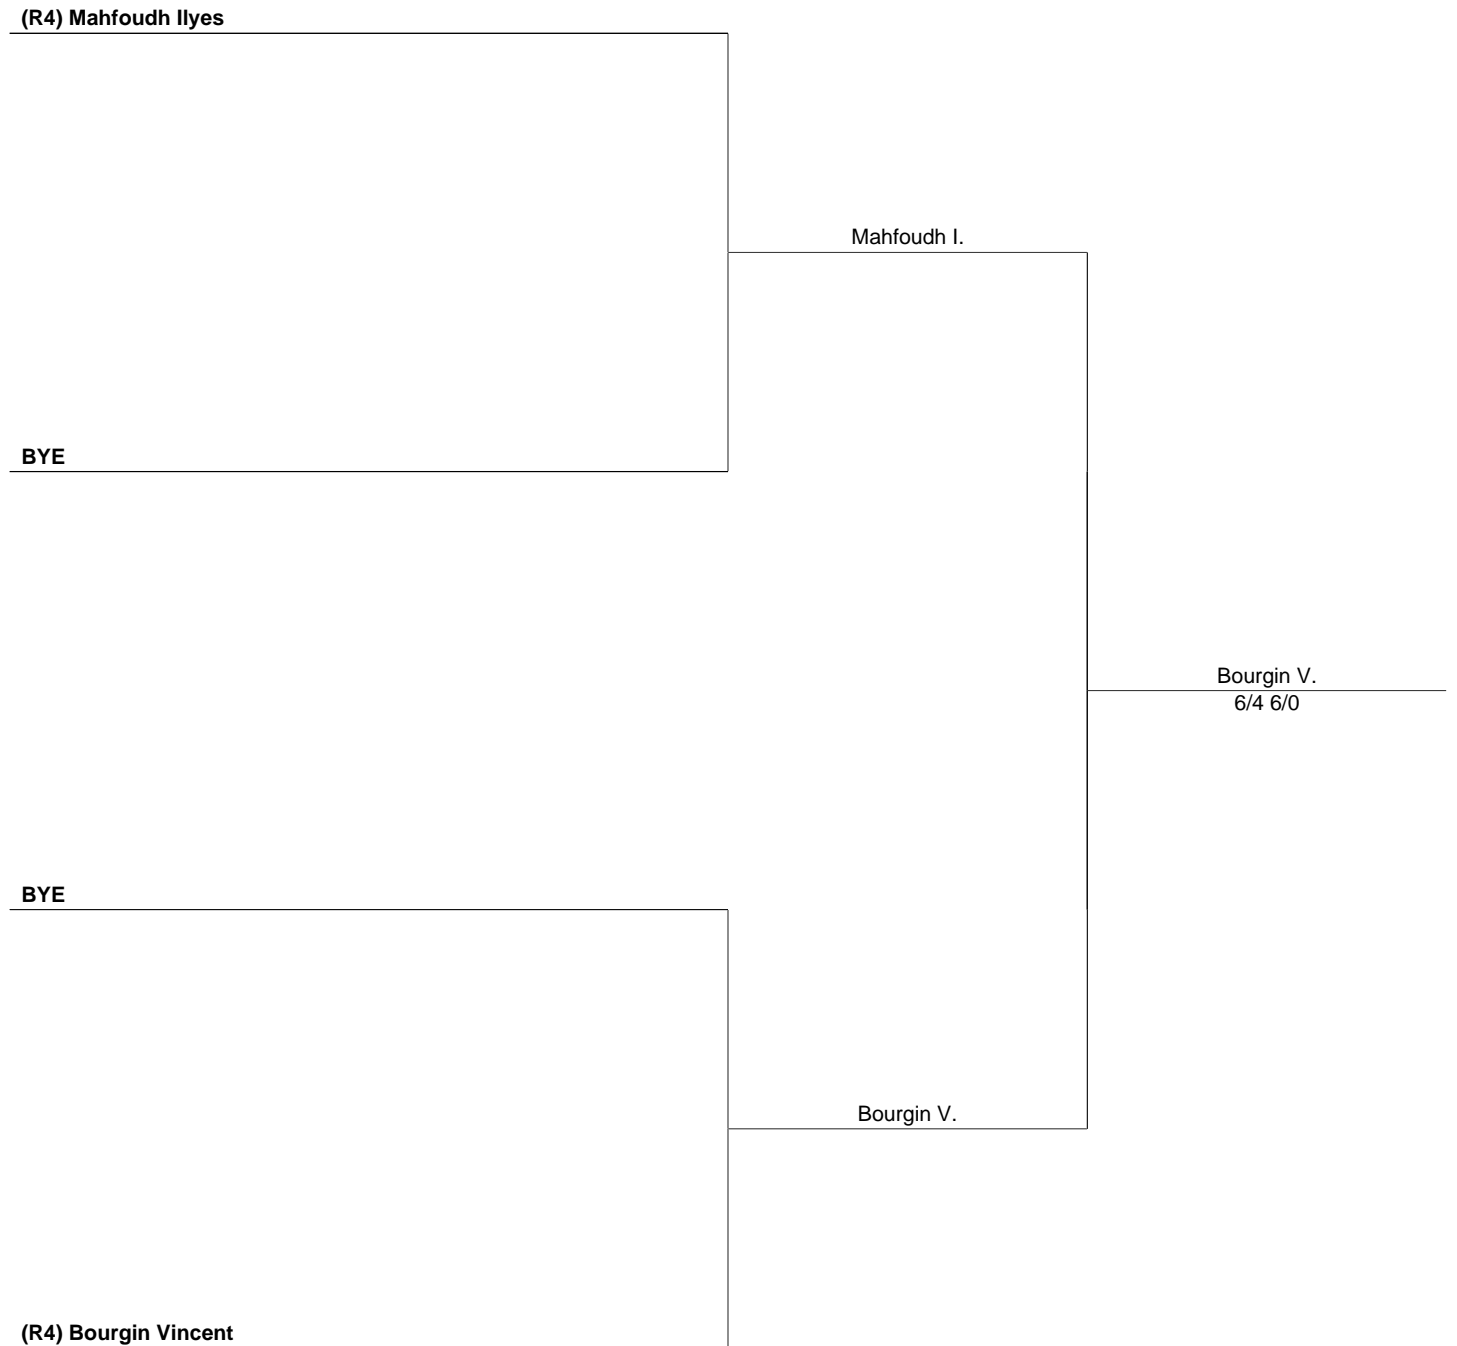 (R4) Mahfoudh Ilyes
Mahfoudh I.
BYE
Bourgin V.
6/4 6/0
BYE
Bourgin V.
(R4) Bourgin Vincent